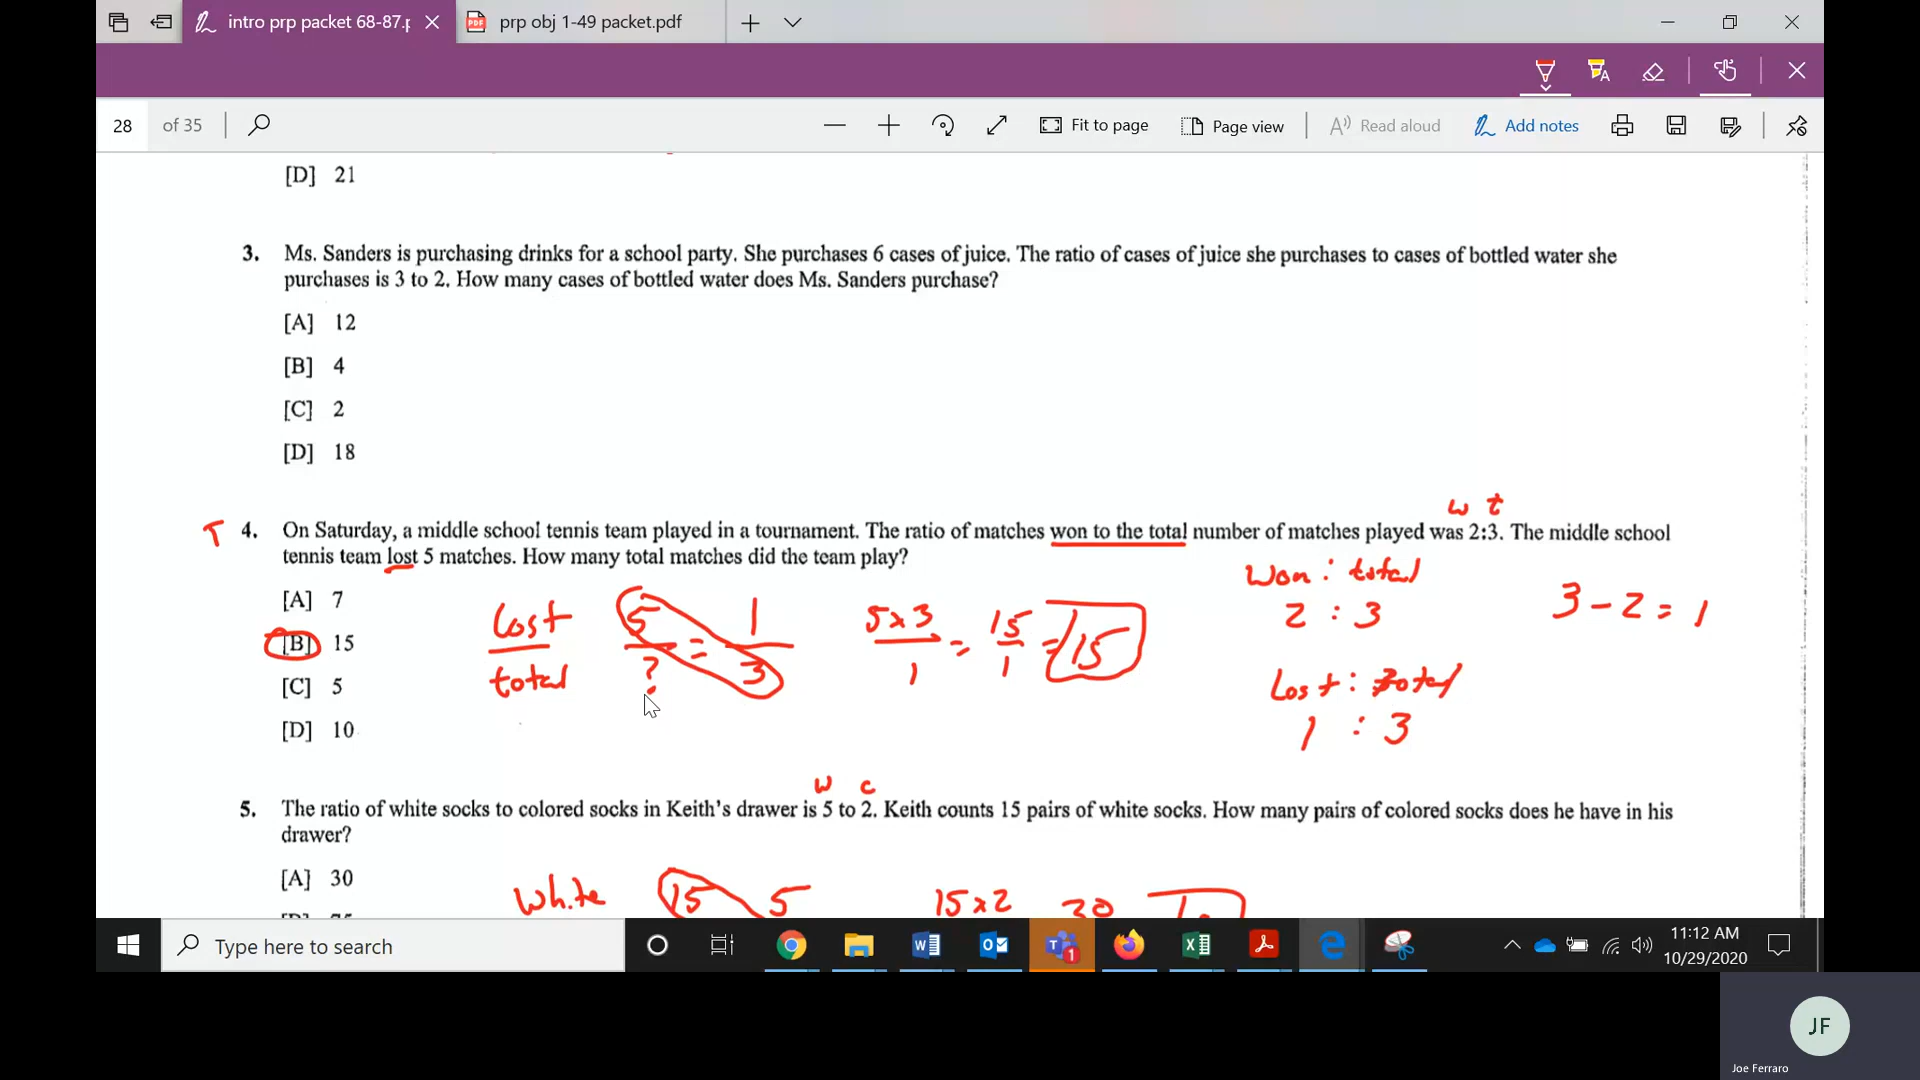 intro prp packet 68-87.p
prp obj 1-49 packet.pdf
28 of 35
Fit to page
Page view
Read aloud
Add notes
[D] 21
3. Ms. Sanders is purchasing drinks for a school party. She purchases 6 cases of juice. The ratio of cases of juice she purchases to cases of bottled water she
purchases is 3 to 2. How many cases of bottled water does Ms. Sanders purchase?
[A] 12
[B] 4
[C] 2
[D] 18
w t
T 4. On Saturday, a middle school tennis team played in a tournament. The ratio of matches won to the total number of matches played was 2:3. The middle school
tennis team lost 5 matches. How many total matches did the team play?
[A] 7
[B] 15
[C] 5
[D] 10
lost 5 = 1
total ? 3
5x3 = 15 = 15
1 1
Won : total
2 : 3
3 - 2 = 1
Lost : total
1 : 3
w c
5. The ratio of white socks to colored socks in Keith's drawer is 5 to 2. Keith counts 15 pairs of white socks. How many pairs of colored socks does he have in his
drawer?
[A] 30
white 15 5 15x2 30
Type here to search
1
11:12 AM
10/29/2020
JF
Joe Ferraro